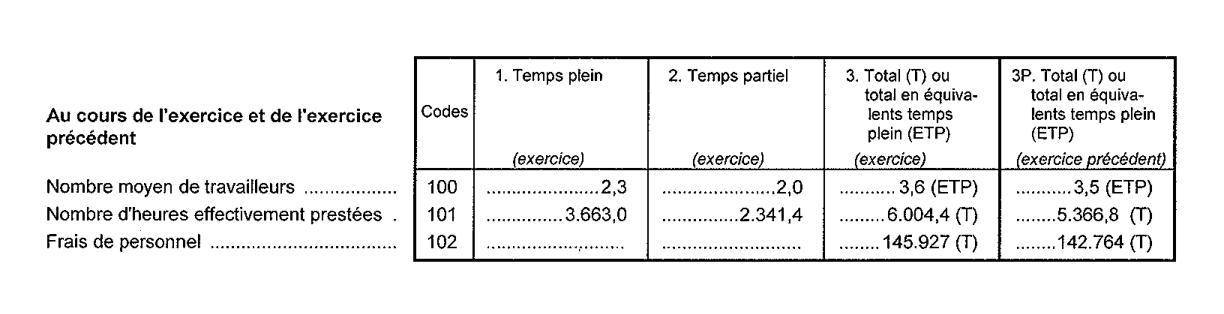 Au cours de l'exercice et de l'exercice
précédent
Codes
1. Temps plein
(exercice)
2. Temps partiel
(exercice)
3. Total (T) ou
total en équiva-
lents temps
plein (ETP)
(exercice)
3P. Total (T) ou
total en équiva-
lents temps plein
(ETP)
(exercice précédent)
Nombre moyen de travailleurs .................. 100 ......................2,3 ......................2,0 ...........3,6 (ETP) ...........3,5 (ETP)
Nombre d'heures effectivement prestées . 101 ...............3.663,0 ...............2.341,4 .........6.004,4 (T) ........5.366,8 (T)
Frais de personnel .................................... 102 ........................... ........................... ........145.927 (T) ........142.764 (T)